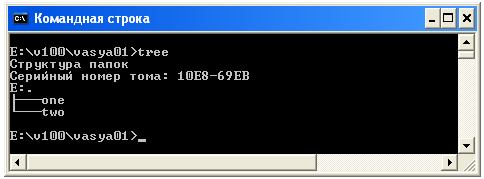 Командная строка
E:\v100\vasya01>tree
Структура папок
Серийный номер тома: 10E8-69EB
E:.
├───one
└───two
E:\v100\vasya01>_